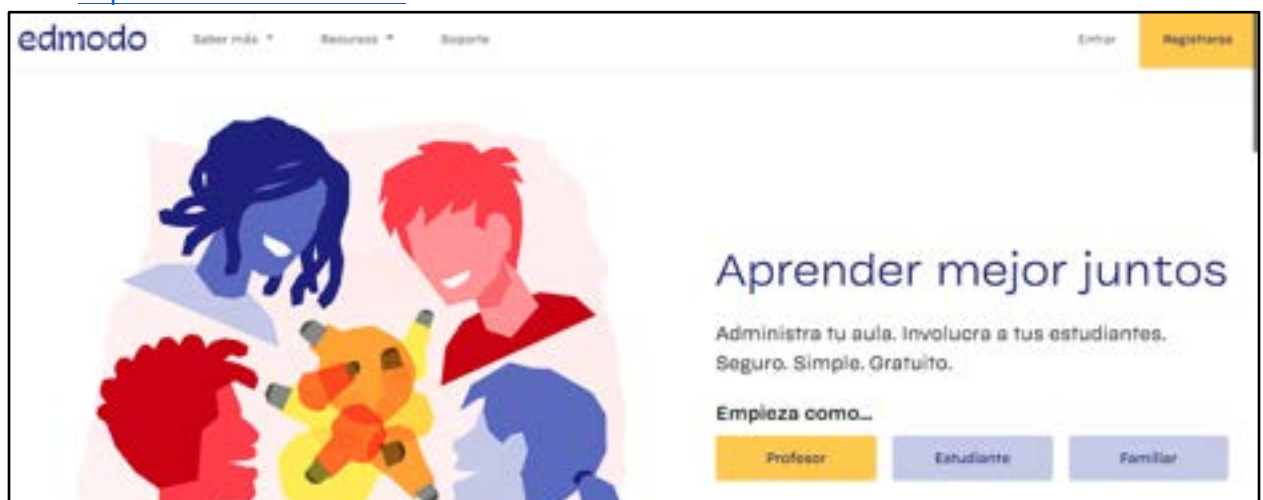 edmodo Saber más Recursos Soporte Entrar Registrarse
Aprender mejor juntos
Administra tu aula. Involucra a tus estudiantes.
Seguro. Simple. Gratuito.
Empieza como...
Profesor Estudiante Familiar